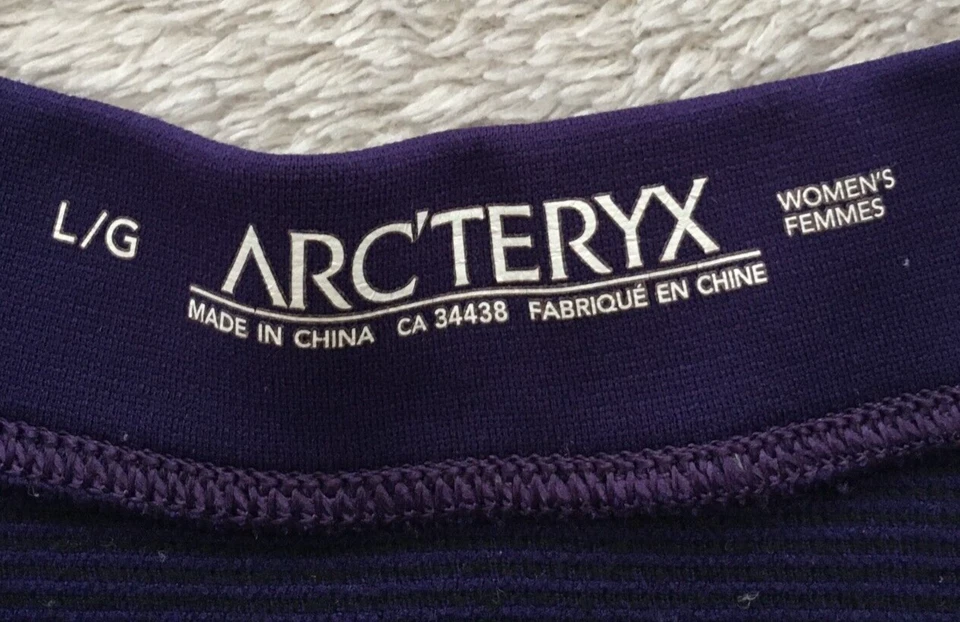 L/G
ARC'TERYX
WOMEN'S
FEMMES
MADE IN CHINA CA 34438 FABRIQUÉ EN CHINE